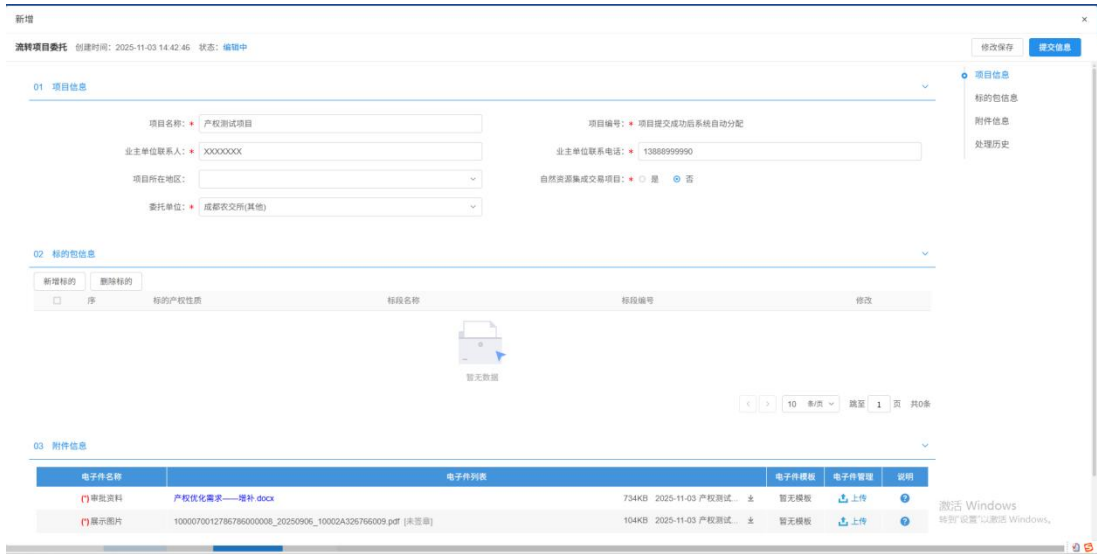 新增
×
流转项目委托 创建时间：2025-11-03 14:42:46 状态：编辑中 修改保存 提交信息
01 项目信息
项目名称：* 产权测试项目 项目编号：* 项目提交成功后系统自动分配
业主单位联系人：* XXXXXXX 业主单位联系电话：* 13888999990
项目所在地区： 自然资源集成交易项目：* 是 否
委托单位：* 成都农交所(其他)
项目信息
标的包信息
附件信息
处理历史
02 标的包信息
新增标的 删除标的
序 标的产权性质 标段名称 标段编号 修改
暂无数据
< > 10 条/页 跳至 1 页 共0条
03 附件信息
电子件名称 电子件列表 电子件模板 电子件管理 说明
(*)审批资料 产权优化需求——增补.docx 734KB 2025-11-03 产权测试... 暂无模板 上传 ?
(*)展示图片 1000070012786786000008_20250906_10002A326766009.pdf [未签章] 104KB 2025-11-03 产权测试... 暂无模板 上传 ?
激活 Windows
转到"设置"以激活 Windows。